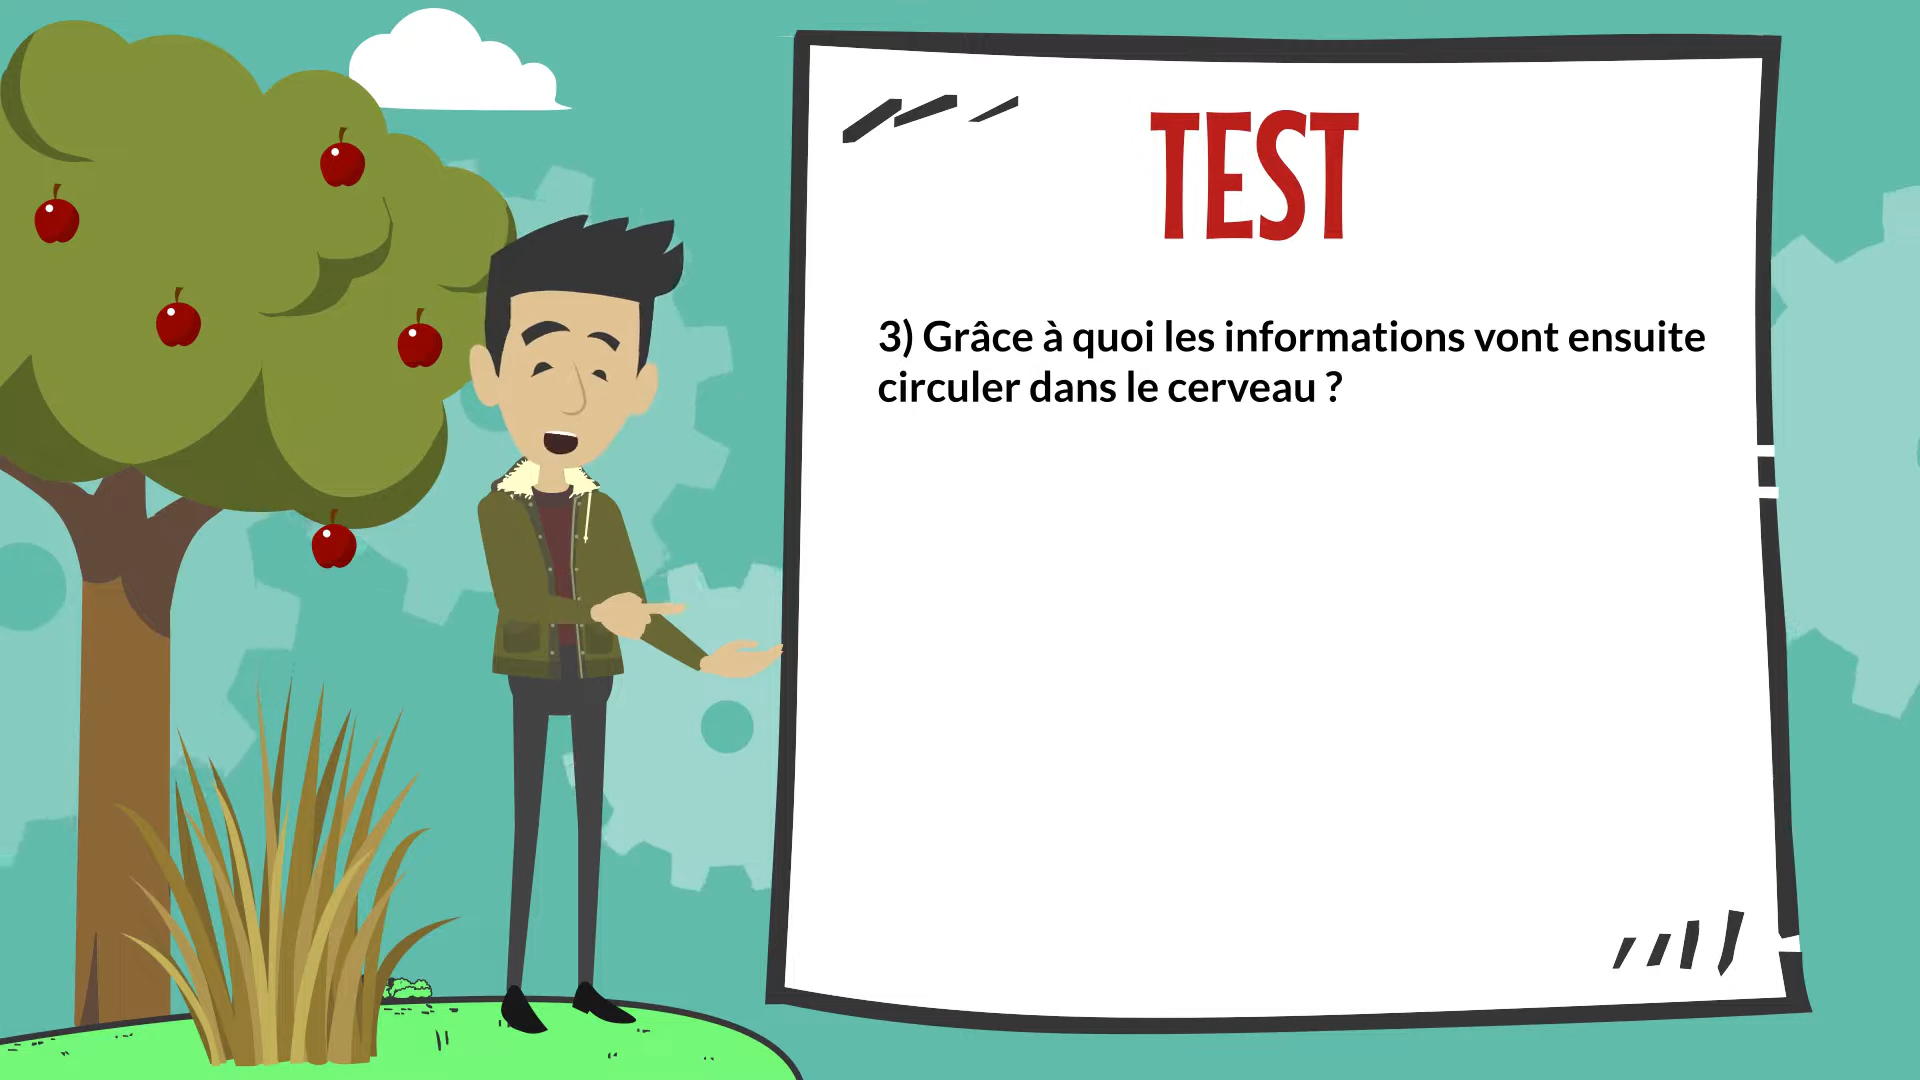 TEST
3) Grâce à quoi les informations vont ensuite
circuler dans le cerveau ?